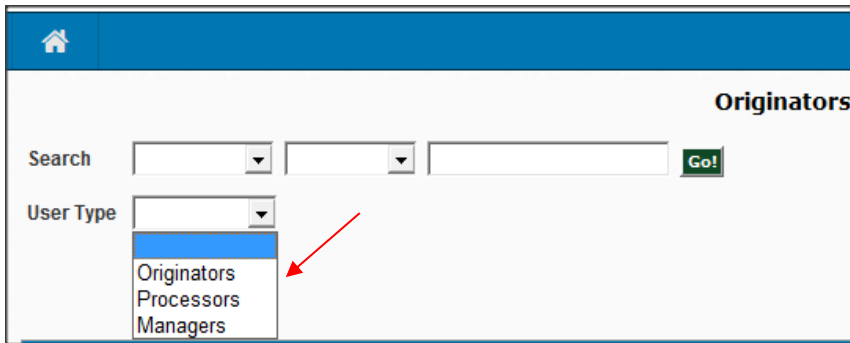 Originators
Search Go!
User Type
Originators
Processors
Managers